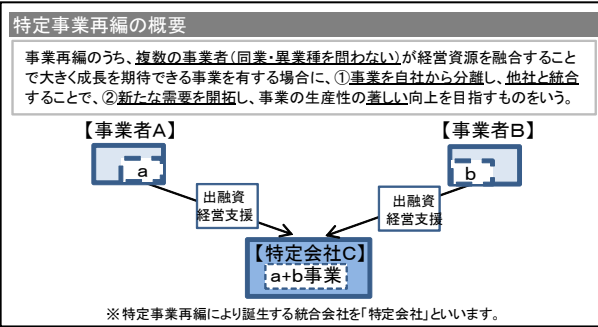 特定事業再編の概要
事業再編のうち、複数の事業者(同業・異業種を問わない)が経営資源を融合すること
で大きく成長を期待できる事業を有する場合に、①事業を自社から分離し、他社と統合
することで、②新たな需要を開拓し、事業の生産性の著しい向上を目指すものをいう。
【事業者A】
【事業者B】
a
b
出融資
経営支援
出融資
経営支援
【特定会社C】
a+b事業
※特定事業再編により誕生する統合会社を「特定会社」といいます。